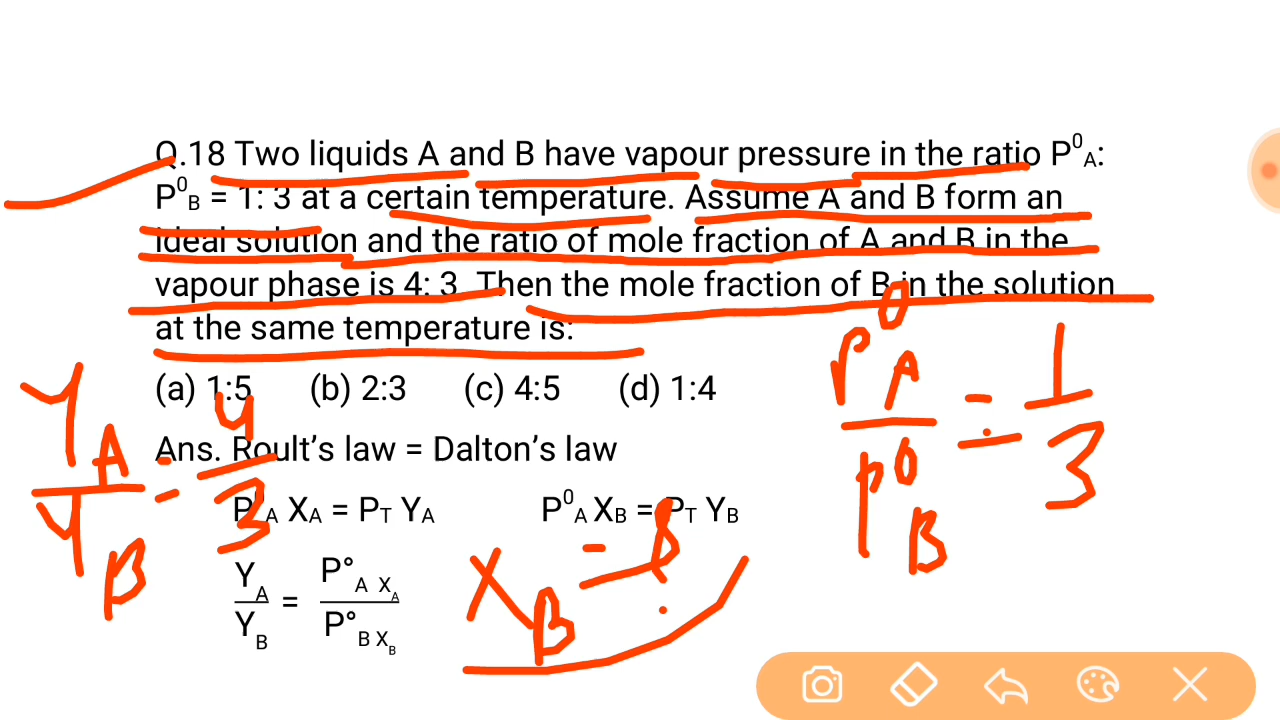 Q.18 Two liquids A and B have vapour pressure in the ratio P⁰A:
P⁰B = 1: 3 at a certain temperature. Assume A and B form an
ideal solution and the ratio of mole fraction of A and B in the
vapour phase is 4: 3. Then the mole fraction of B in the solution
at the same temperature is:
(a) 1:5 (b) 2:3 (c) 4:5 (d) 1:4
Ans. Roult's law = Dalton's law
P⁰A XA = PT YA P⁰A XB = PT YB
YA / YB = P°A XA / P°B XB
YA / YB = 4 / 3
XB = ?
P⁰A / P⁰B = 1 / 3